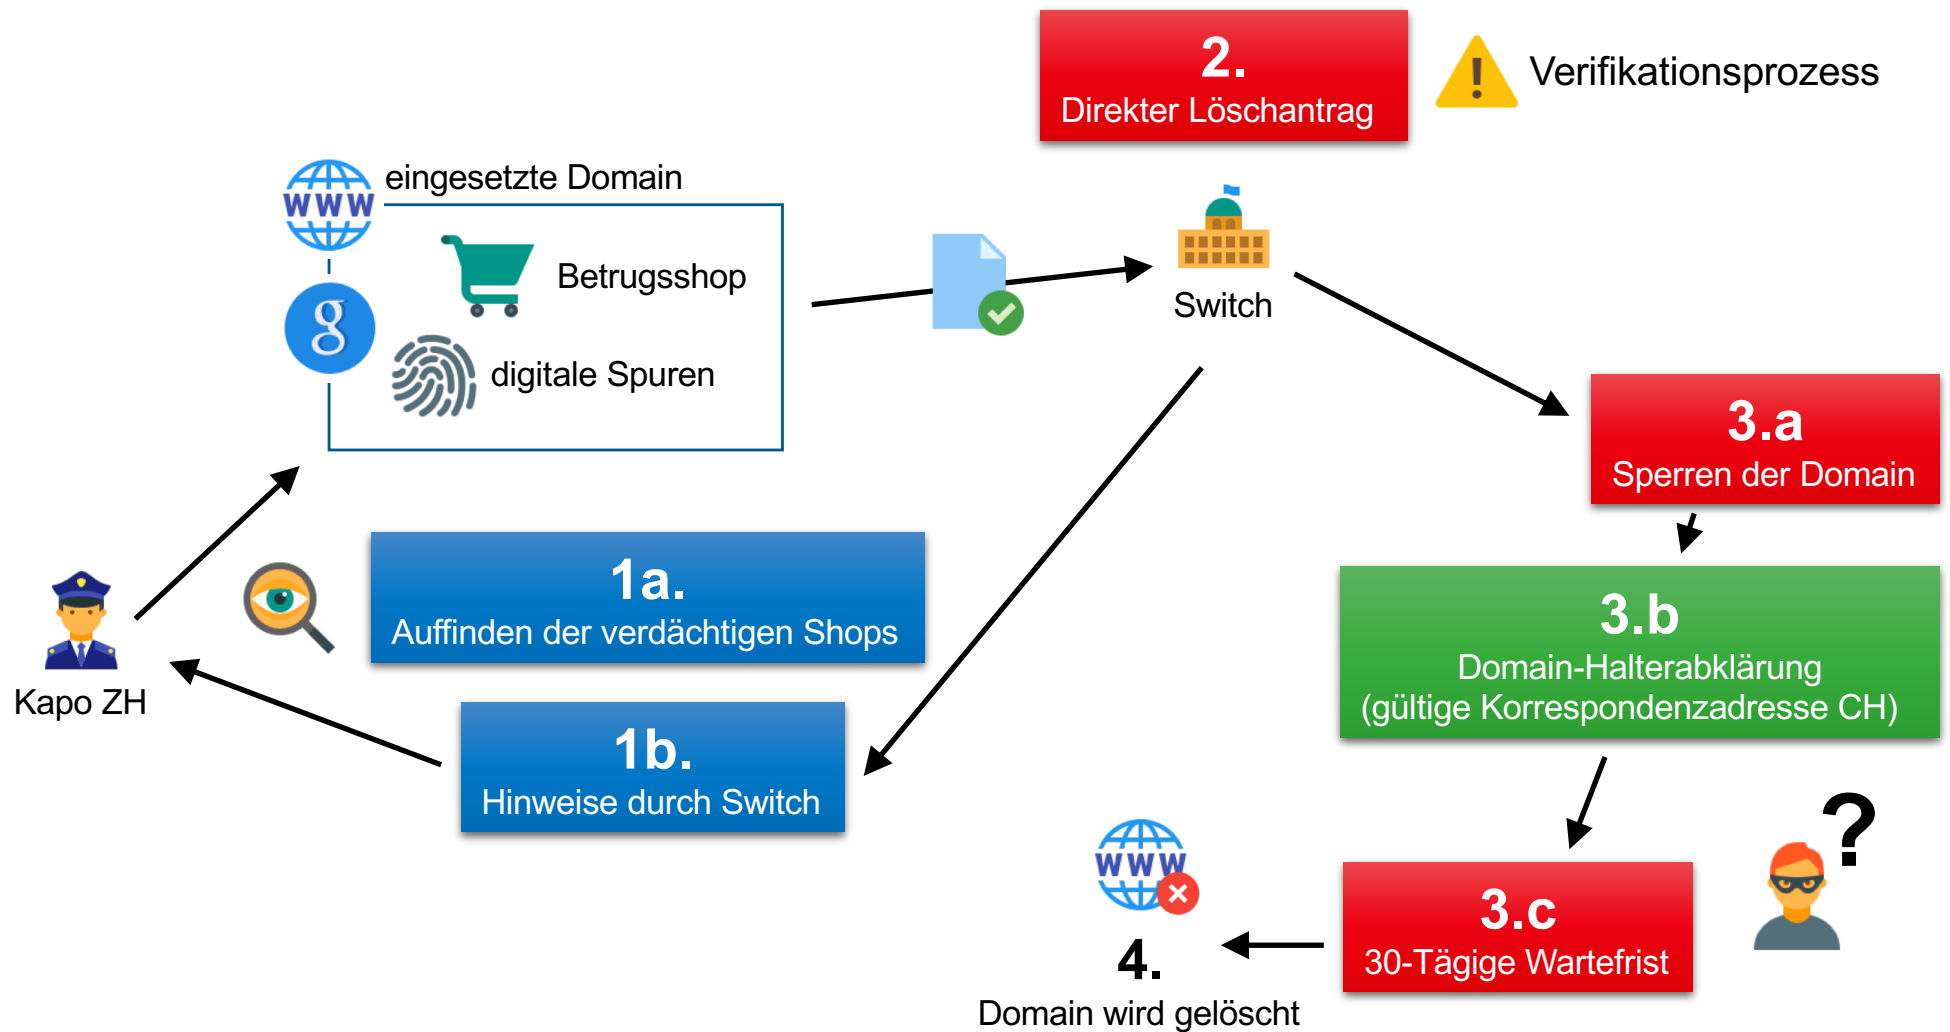 2.
Direkter Löschantrag
Verifikationsprozess
eingesetzte Domain
WWW
Betrugsshop
g
digitale Spuren
Switch
3.a
Sperren der Domain
1a.
Auffinden der verdächtigen Shops
Kapo ZH
3.b
Domain-Halterabklärung
(gültige Korrespondenzadresse CH)
1b.
Hinweise durch Switch
?
WWW
3.c
30-Tägige Wartefrist
4.
Domain wird gelöscht